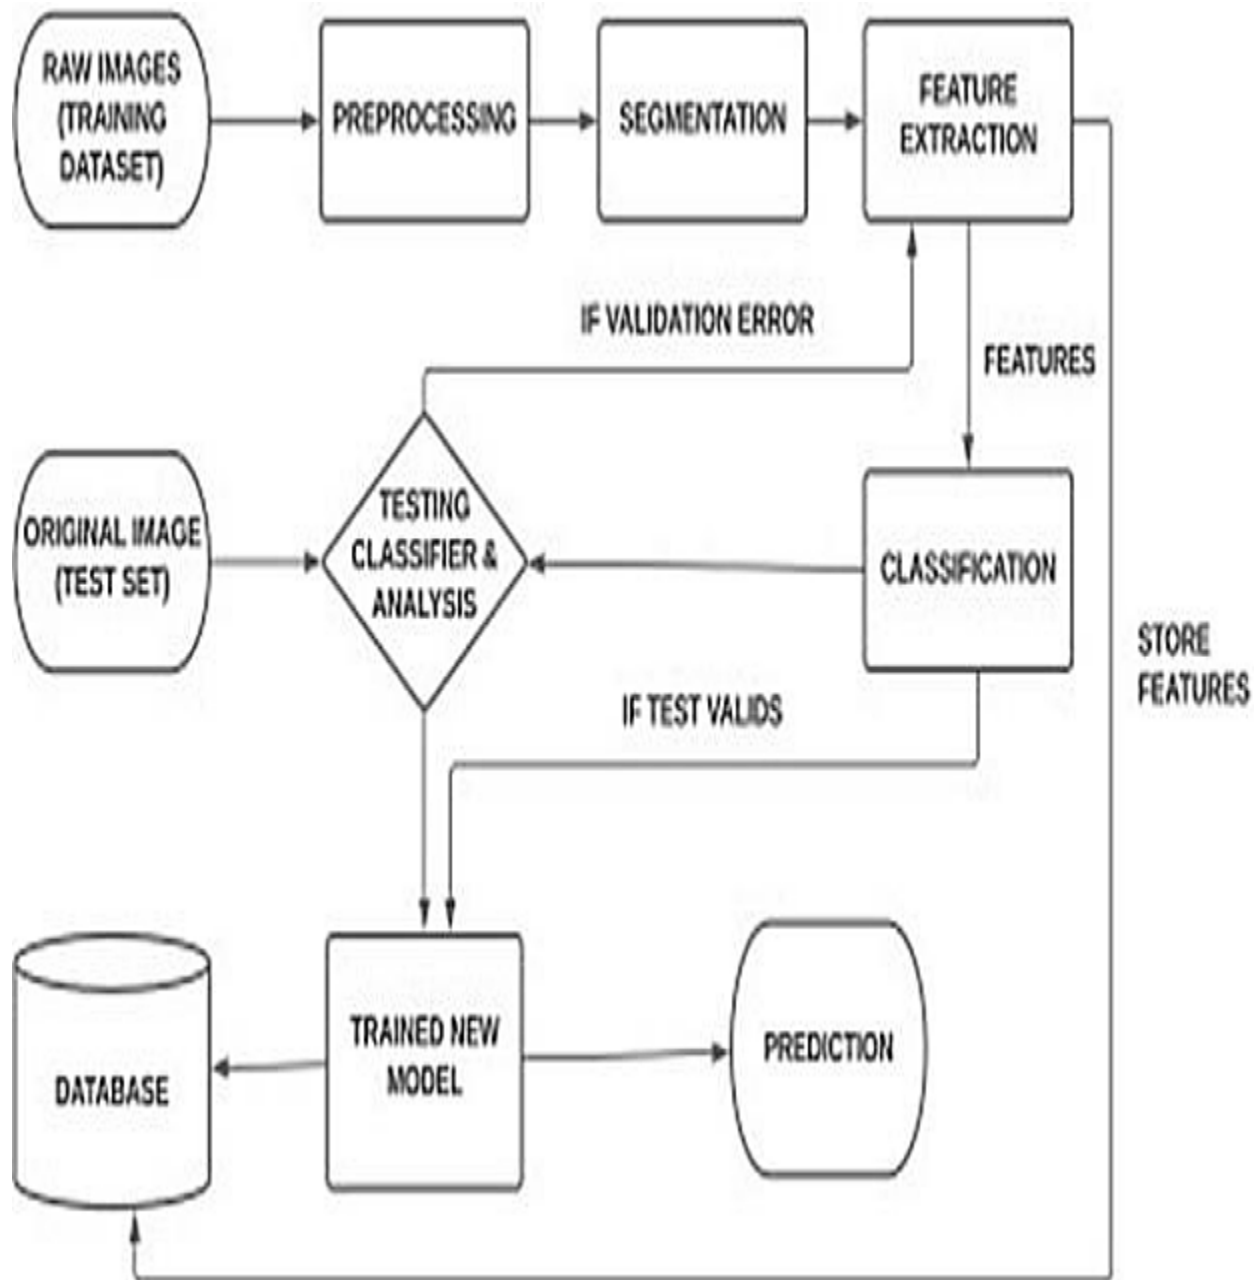 RAW IMAGES
(TRAINING
DATASET)
PREPROCESSING
SEGMENTATION
FEATURE
EXTRACTION
IF VALIDATION ERROR
FEATURES
ORIGINAL IMAGE
(TEST SET)
TESTING
CLASSIFIER &
ANALYSIS
CLASSIFICATION
STORE
FEATURES
IF TEST VALIDS
DATABASE
TRAINED NEW
MODEL
PREDICTION